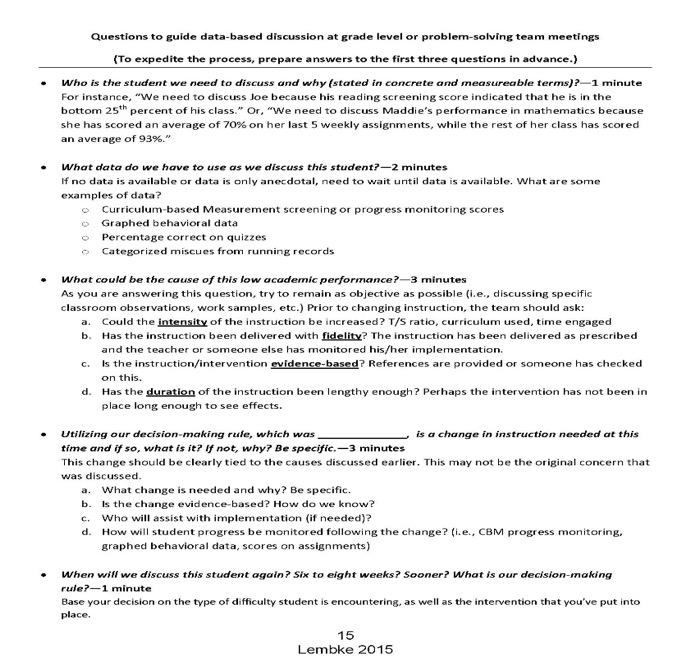 Questions to guide data-based discussion at grade level or problem-solving team meetings
(To expedite the process, prepare answers to the first three questions in advance.)
• Who is the student we need to discuss and why (stated in concrete and measureable terms)?—1 minute
For instance, "We need to discuss Joe because his reading screening score indicated that he is in the
bottom 25th percent of his class." Or, "We need to discuss Maddie's performance in mathematics because
she has scored an average of 70% on her last 5 weekly assignments, while the rest of her class has scored
an average of 93%."
• What data do we have to use as we discuss this student?—2 minutes
If no data is available or data is only anecdotal, need to wait until data is available. What are some
examples of data?
○ Curriculum-based Measurement screening or progress monitoring scores
○ Graphed behavioral data
○ Percentage correct on quizzes
○ Categorized miscues from running records
• What could be the cause of this low academic performance?—3 minutes
As you are answering this question, try to remain as objective as possible (i.e., discussing specific
classroom observations, work samples, etc.) Prior to changing instruction, the team should ask:
a. Could the intensity of the instruction be increased? T/S ratio, curriculum used, time engaged
b. Has the instruction been delivered with fidelity? The instruction has been delivered as prescribed
and the teacher or someone else has monitored his/her implementation.
c. Is the instruction/intervention evidence-based? References are provided or someone has checked
on this.
d. Has the duration of the instruction been lengthy enough? Perhaps the intervention has not been in
place long enough to see effects.
• Utilizing our decision-making rule, which was ______________, is a change in instruction needed at this
time and if so, what is it? If not, why? Be specific.—3 minutes
This change should be clearly tied to the causes discussed earlier. This may not be the original concern that
was discussed.
a. What change is needed and why? Be specific.
b. Is the change evidence-based? How do we know?
c. Who will assist with implementation (if needed)?
d. How will student progress be monitored following the change? (i.e., CBM progress monitoring,
graphed behavioral data, scores on assignments)
• When will we discuss this student again? Six to eight weeks? Sooner? What is our decision-making
rule?—1 minute
Base your decision on the type of difficulty student is encountering, as well as the intervention that you've put into
place.
15
Lembke 2015